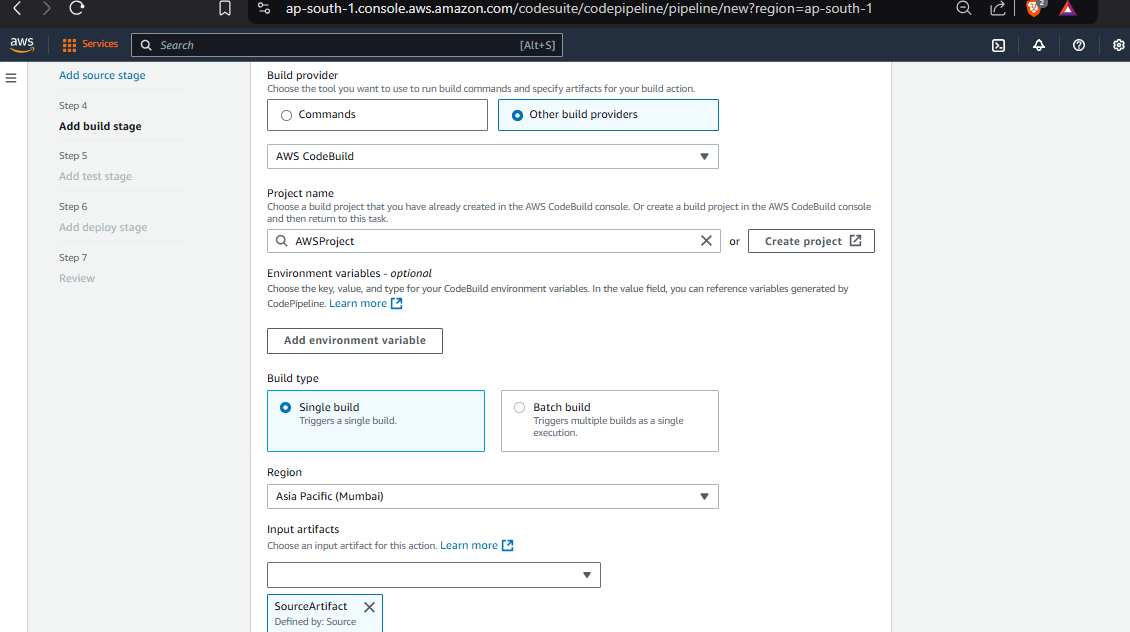 ap-south-1.console.aws.amazon.com/codesuite/codepipeline/pipeline/new?region=ap-south-1
2
aws
Services
Search
[Alt+S]
Add source stage
Step 4
Add build stage
Step 5
Add test stage
Step 6
Add deploy stage
Step 7
Review
Build provider
Choose the tool you want to use to run build commands and specify artifacts for your build action.
Commands
Other build providers
AWS CodeBuild
Project name
Choose a build project that you have already created in the AWS CodeBuild console. Or create a build project in the AWS CodeBuild console
and then return to this task.
AWSProject
or
Create project
Environment variables - optional
Choose the key, value, and type for your CodeBuild environment variables. In the value field, you can reference variables generated by
CodePipeline. Learn more
Add environment variable
Build type
Single build
Triggers a single build.
Batch build
Triggers multiple builds as a single
execution.
Region
Asia Pacific (Mumbai)
Input artifacts
Choose an input artifact for this action. Learn more
SourceArtifact
Defined by: Source